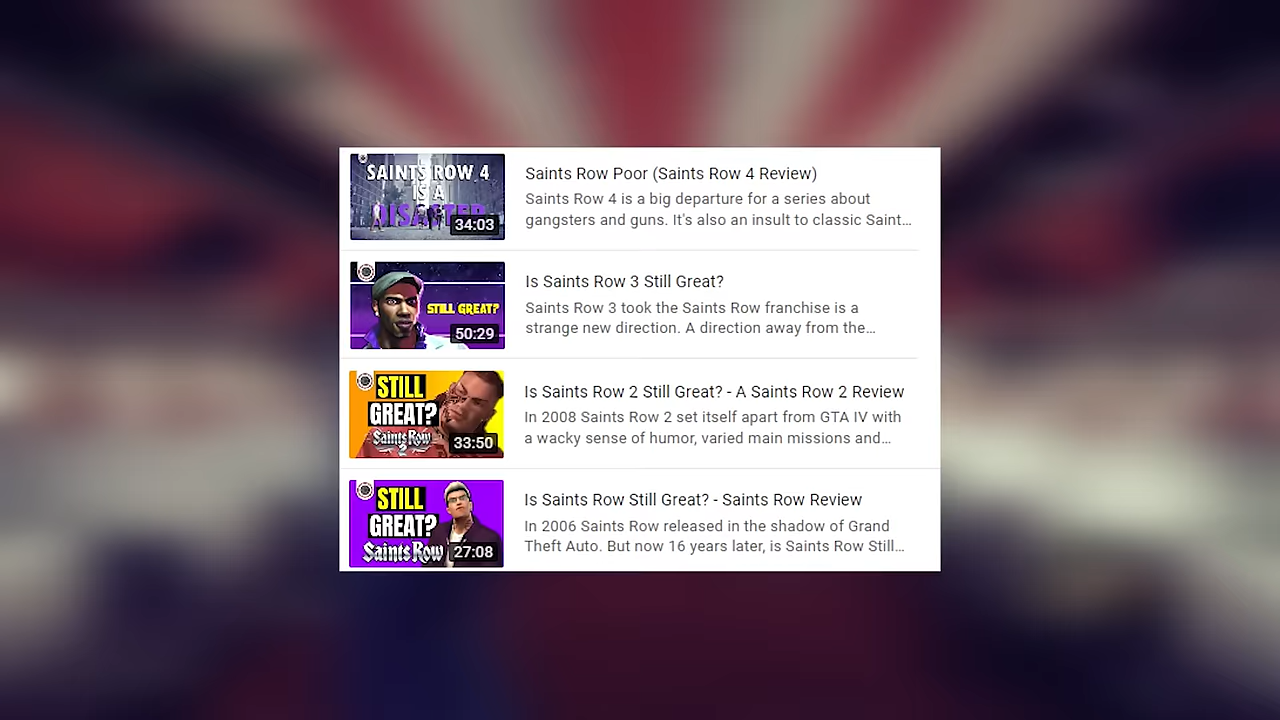 SAINTS ROW 4
IS A
DISASTER
34:03
Saints Row Poor (Saints Row 4 Review)
Saints Row 4 is a big departure for a series about
gangsters and guns. It's also an insult to classic Saint...
STILL GREAT?
50:29
Is Saints Row 3 Still Great?
Saints Row 3 took the Saints Row franchise is a
strange new direction. A direction away from the...
STILL
GREAT?
Saints Row
2
33:50
Is Saints Row 2 Still Great? - A Saints Row 2 Review
In 2008 Saints Row 2 set itself apart from GTA IV with
a wacky sense of humor, varied main missions and...
STILL
GREAT?
Saints Row
27:08
Is Saints Row Still Great? - Saints Row Review
In 2006 Saints Row released in the shadow of Grand
Theft Auto. But now 16 years later, is Saints Row Still...